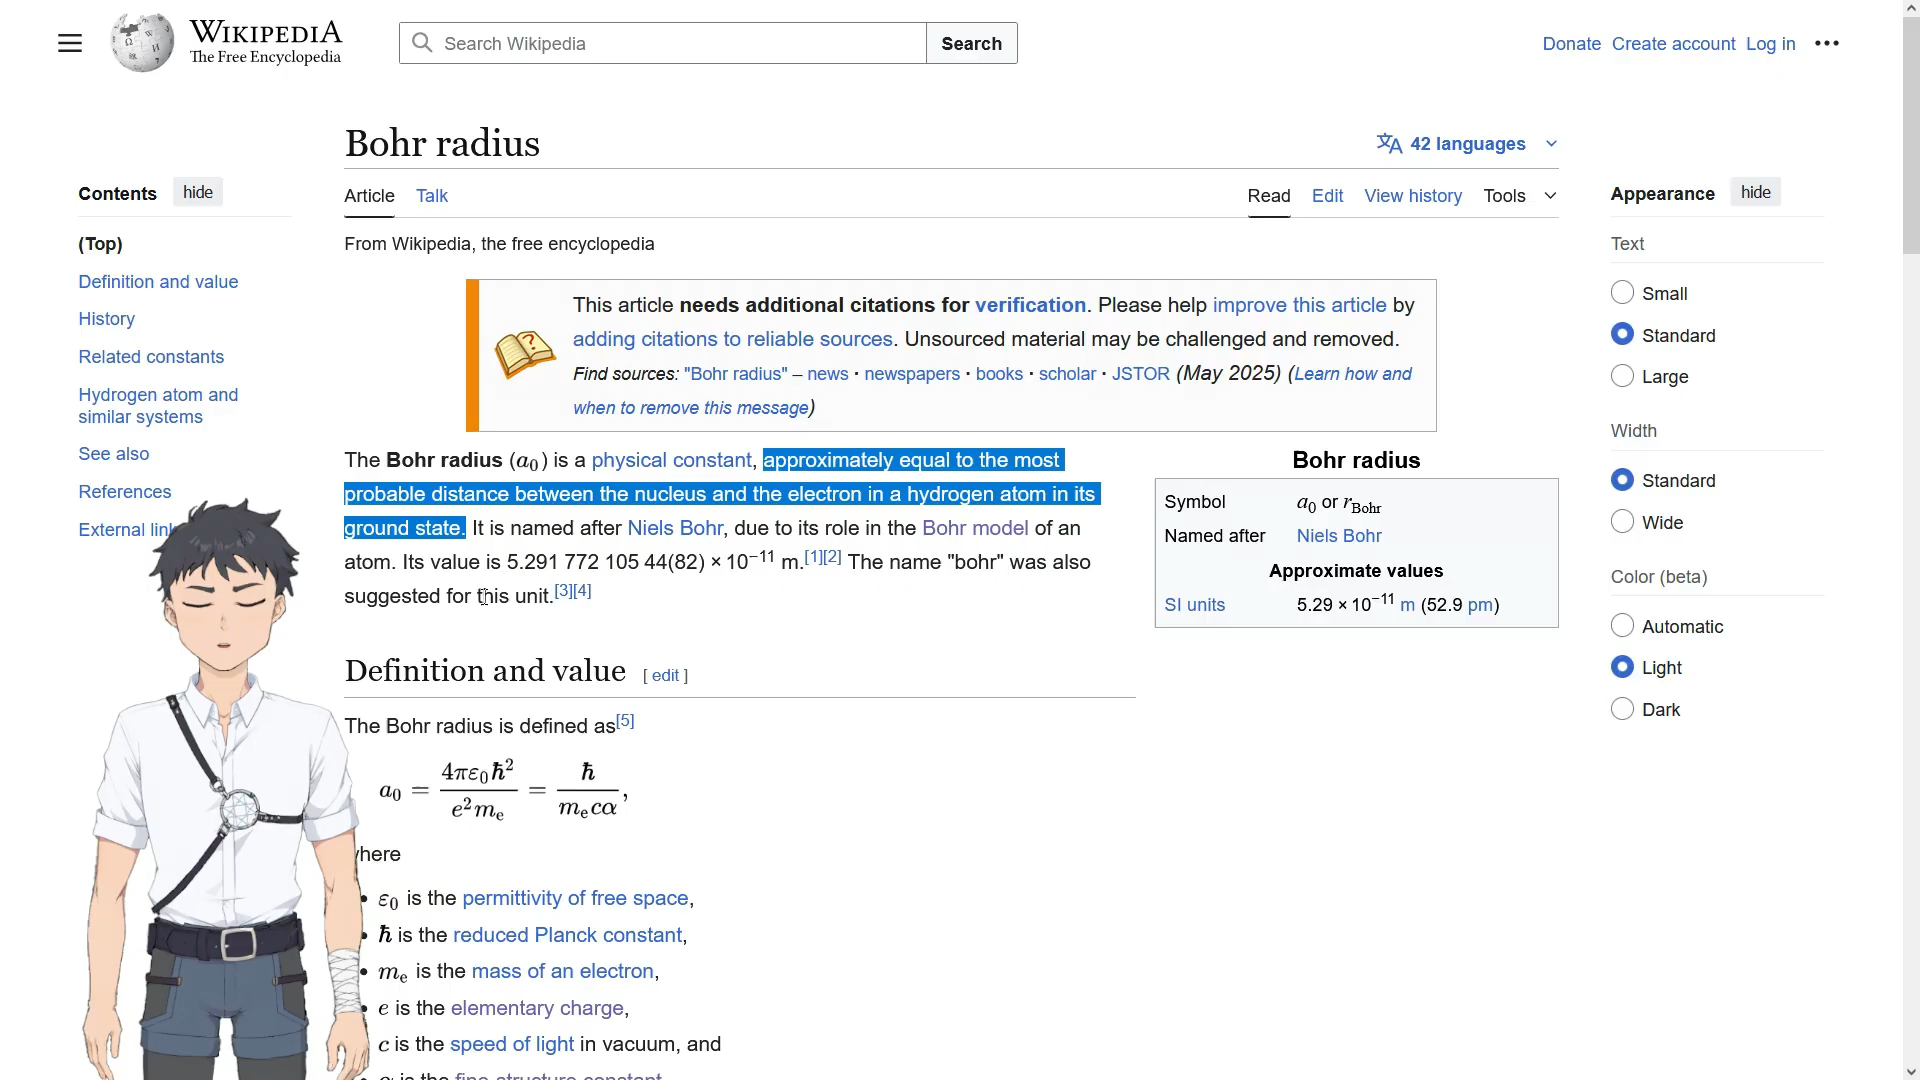 WIKIPEDIA
The Free Encyclopedia
Search Wikipedia
Search
Donate Create account Log in
Bohr radius
42 languages
Contents hide
(Top)
Definition and value
History
Related constants
Hydrogen atom and
similar systems
See also
References
External
Article Talk
Read Edit View history Tools
From Wikipedia, the free encyclopedia
This article needs additional citations for verification. Please help improve this article by
adding citations to reliable sources. Unsourced material may be challenged and removed.
Find sources: "Bohr radius" – news · newspapers · books · scholar · JSTOR (May 2025) (Learn how and
when to remove this message)
The Bohr radius (a₀) is a physical constant, approximately equal to the most
probable distance between the nucleus and the electron in a hydrogen atom in its
ground state. It is named after Niels Bohr, due to its role in the Bohr model of an
atom. Its value is 5.291 772 105 44(82) × 10⁻¹¹ m.[1][2] The name "bohr" was also
suggested for this unit.[3][4]
Bohr radius
Symbol a₀ or r_Bohr
Named after Niels Bohr
Approximate values
SI units 5.29 × 10⁻¹¹ m (52.9 pm)
Definition and value [ edit ]
The Bohr radius is defined as[5]
a₀ = 4πε₀ħ² / e²mₑ = ħ / mₑcα,
where
• ε₀ is the permittivity of free space,
• ħ is the reduced Planck constant,
• mₑ is the mass of an electron,
• e is the elementary charge,
c is the speed of light in vacuum, and
α is the fine-structure constant
Appearance hide
Text
Small
Standard
Large
Width
Standard
Wide
Color (beta)
Automatic
Light
Dark